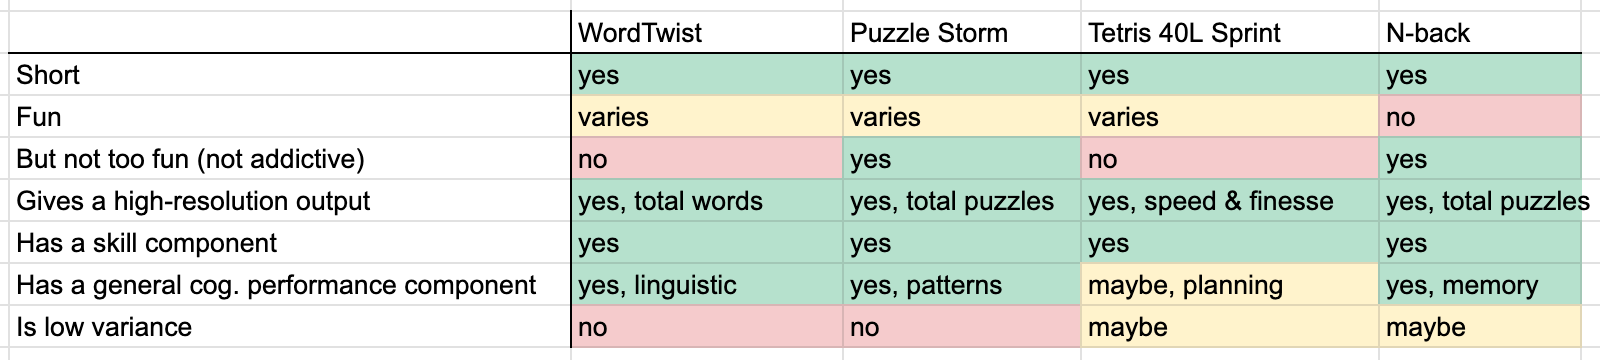 WordTwist Puzzle Storm Tetris 40L Sprint N-back
Short yes yes yes yes
Fun varies varies varies no
But not too fun (not addictive) no yes no yes
Gives a high-resolution output yes, total words yes, total puzzles yes, speed & finesse yes, total puzzles
Has a skill component yes yes yes yes
Has a general cog. performance component yes, linguistic yes, patterns maybe, planning yes, memory
Is low variance no no maybe maybe